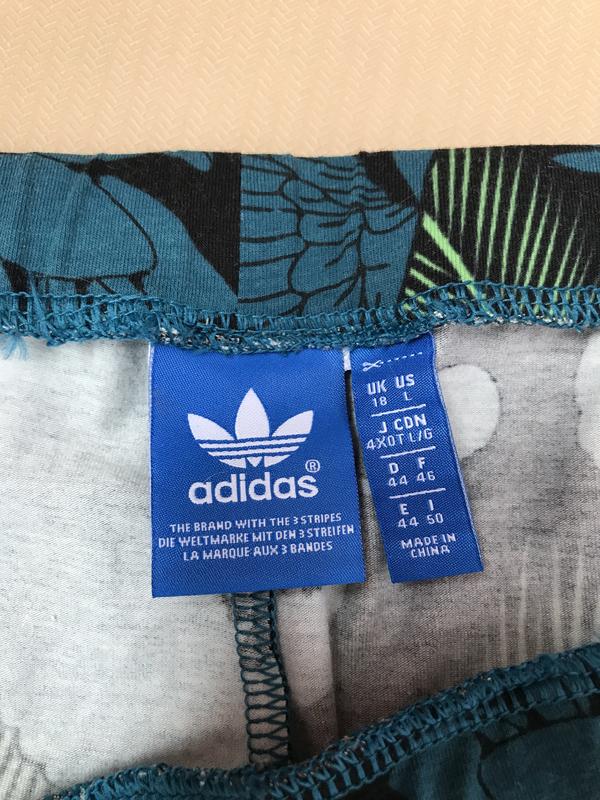 adidas®
THE BRAND WITH THE 3 STRIPES
DIE WELTMARKE MIT DEN 3 STREIFEN
LA MARQUE AUX 3 BANDES
UK US
18 L
J CDN
4XOT L/G
D F
44 46
E I
44 50
MADE IN
CHINA